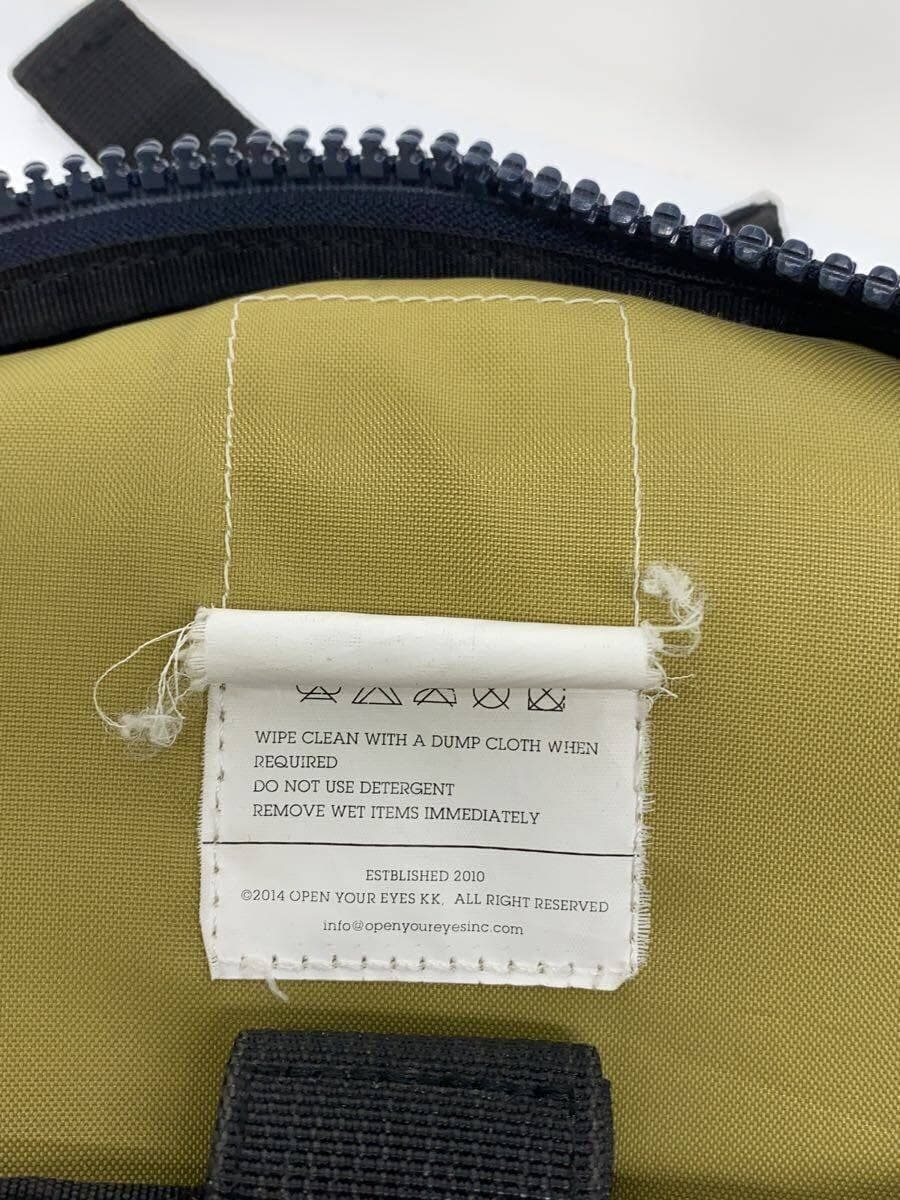 WIPE CLEAN WITH A DUMP CLOTH WHEN
REQUIRED
DO NOT USE DETERGENT
REMOVE WET ITEMS IMMEDIATELY
ESTBLISHED 2010
©2014 OPEN YOUR EYES KK, ALL RIGHT RESERVED
info@openyoureyesinc.com